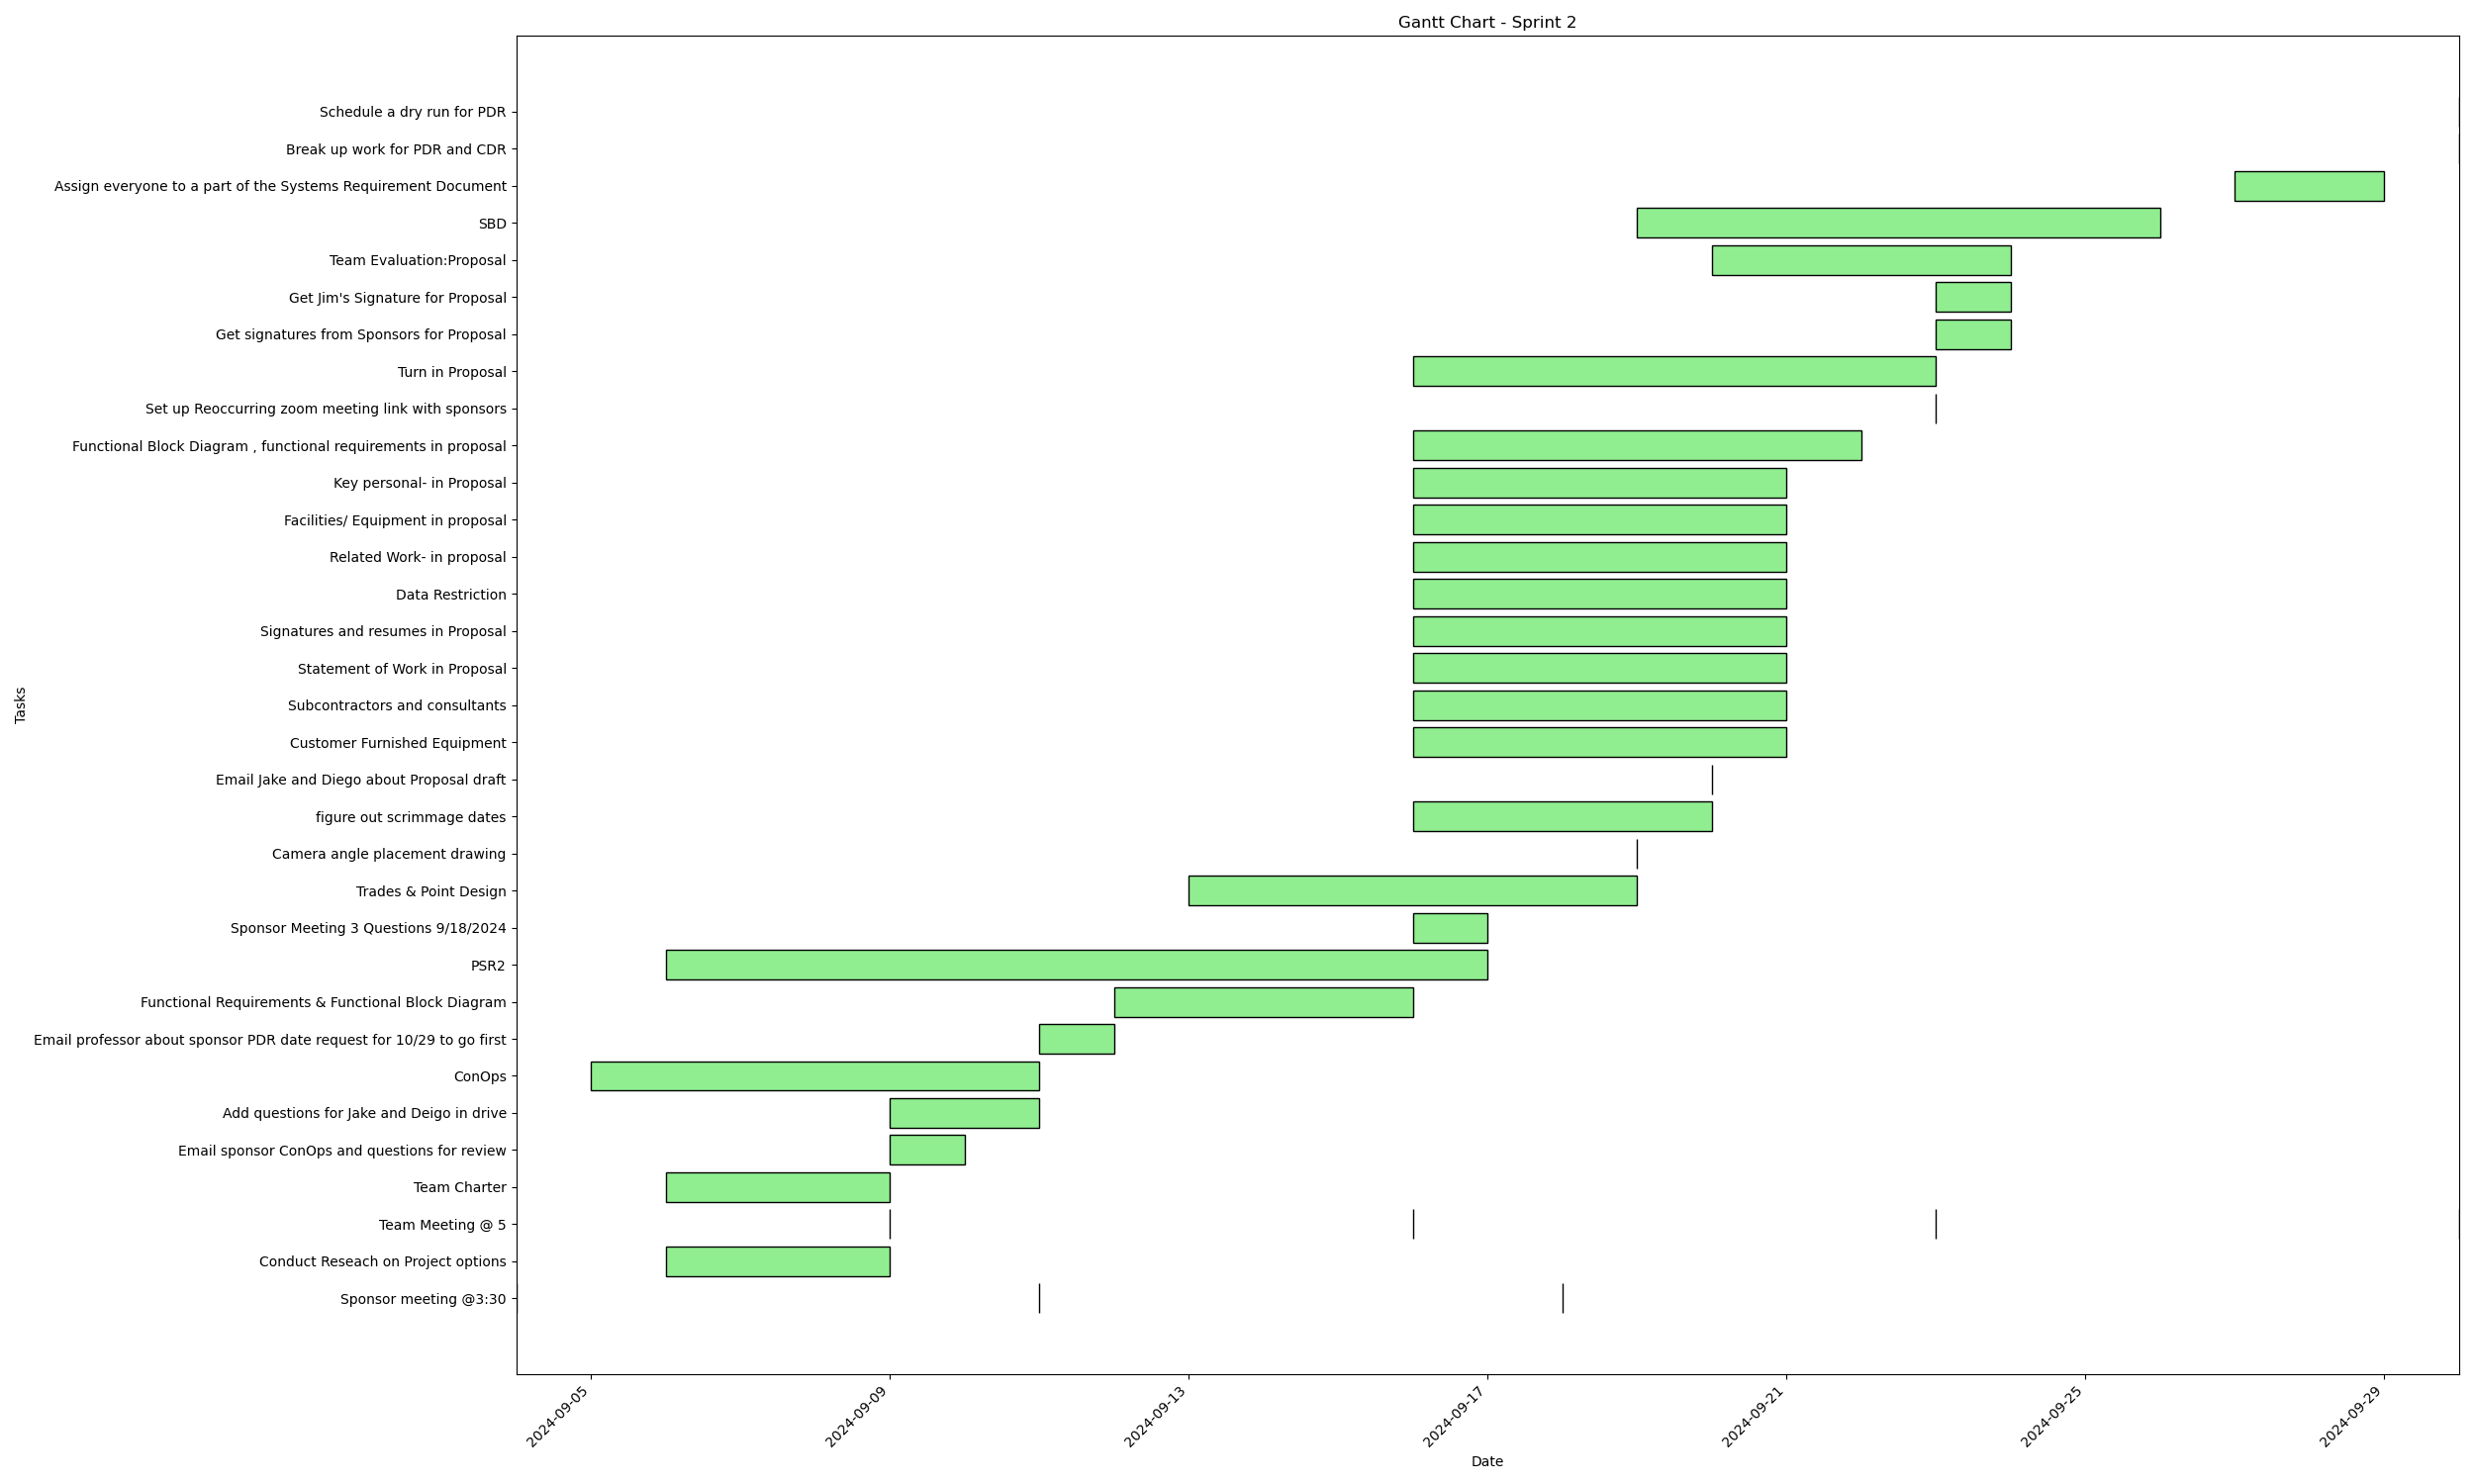 Gantt Chart - Sprint 2
Schedule a dry run for PDR
Break up work for PDR and CDR
Assign everyone to a part of the Systems Requirement Document
SBD
Team Evaluation:Proposal
Get Jim's Signature for Proposal
Get signatures from Sponsors for Proposal
Turn in Proposal
Set up Reoccurring zoom meeting link with sponsors
Functional Block Diagram , functional requirements in proposal
Key personal- in Proposal
Facilities/ Equipment in proposal
Related Work- in proposal
Data Restriction
Signatures and resumes in Proposal
Statement of Work in Proposal
Subcontractors and consultants
Customer Furnished Equipment
Email Jake and Diego about Proposal draft
figure out scrimmage dates
Camera angle placement drawing
Trades & Point Design
Sponsor Meeting 3 Questions 9/18/2024
PSR2
Functional Requirements & Functional Block Diagram
Email professor about sponsor PDR date request for 10/29 to go first
ConOps
Add questions for Jake and Deigo in drive
Email sponsor ConOps and questions for review
Team Charter
Team Meeting @ 5
Conduct Reseach on Project options
Sponsor meeting @3:30
Tasks
2024-09-05
2024-09-09
2024-09-13
2024-09-17
2024-09-21
2024-09-25
2024-09-29
Date